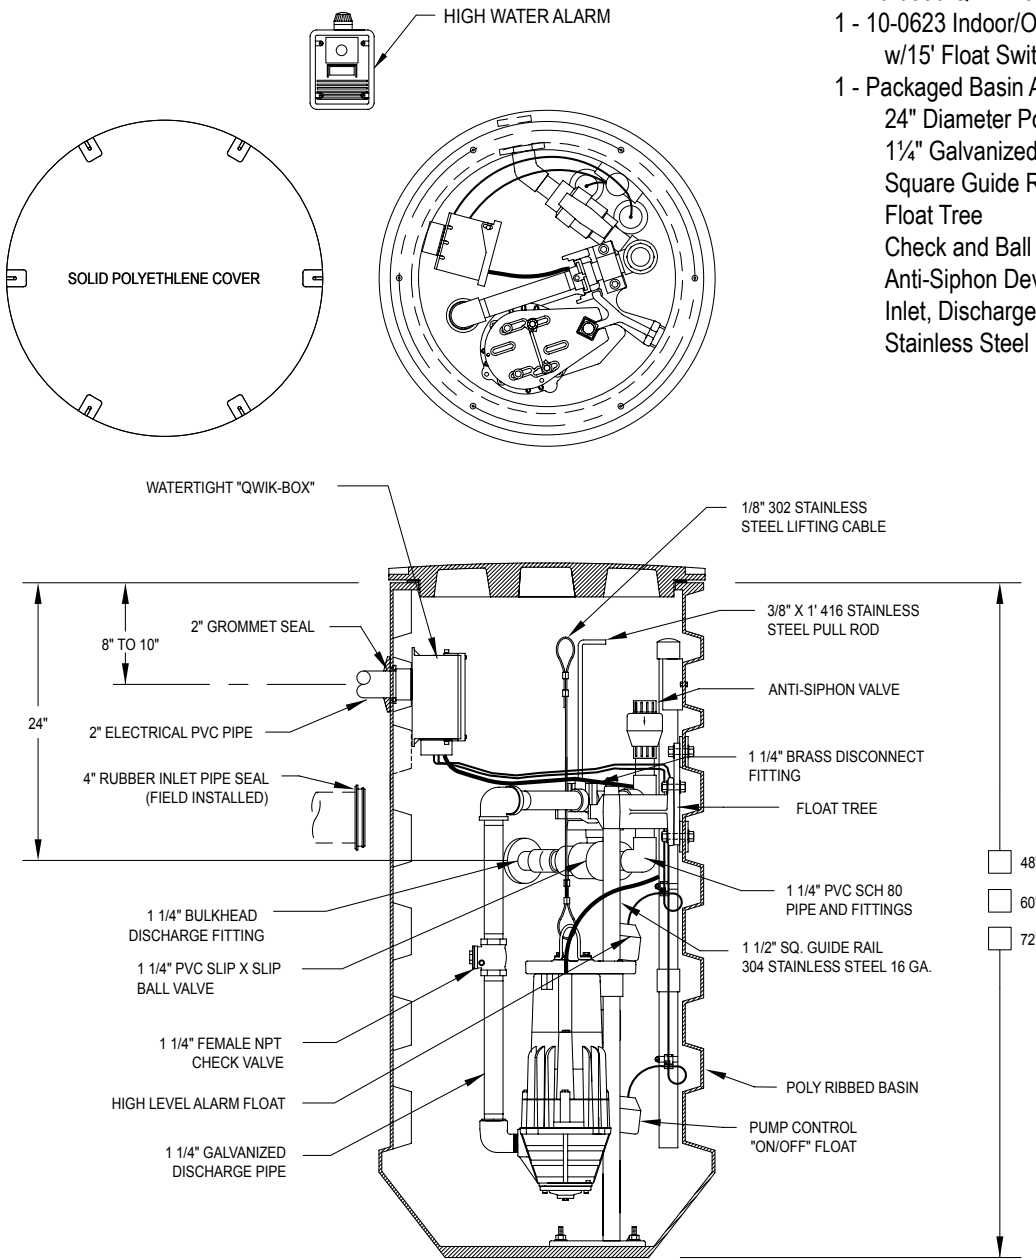 HIGH WATER ALARM
1 - 10-0623 Indoor/O
w/15' Float Swit
1 - Packaged Basin A
24" Diameter Po
1¼" Galvanized
Square Guide R
Float Tree
Check and Ball
Anti-Siphon Dev
Inlet, Discharge
Stainless Steel
SOLID POLYETHLENE COVER
WATERTIGHT "QWIK-BOX"
1/8" 302 STAINLESS
STEEL LIFTING CABLE
8" TO 10"
2" GROMMET SEAL
3/8" X 1' 416 STAINLESS
STEEL PULL ROD
ANTI-SIPHON VALVE
24"
2" ELECTRICAL PVC PIPE
1 1/4" BRASS DISCONNECT
FITTING
4" RUBBER INLET PIPE SEAL
(FIELD INSTALLED)
FLOAT TREE
48
60
72"
1 1/4" PVC SCH 80
PIPE AND FITTINGS
1 1/4" BULKHEAD
DISCHARGE FITTING
1 1/2" SQ. GUIDE RAIL
304 STAINLESS STEEL 16 GA.
1 1/4" PVC SLIP X SLIP
BALL VALVE
1 1/4" FEMALE NPT
CHECK VALVE
HIGH LEVEL ALARM FLOAT
POLY RIBBED BASIN
PUMP CONTROL
"ON/OFF" FLOAT
1 1/4" GALVANIZED
DISCHARGE PIPE